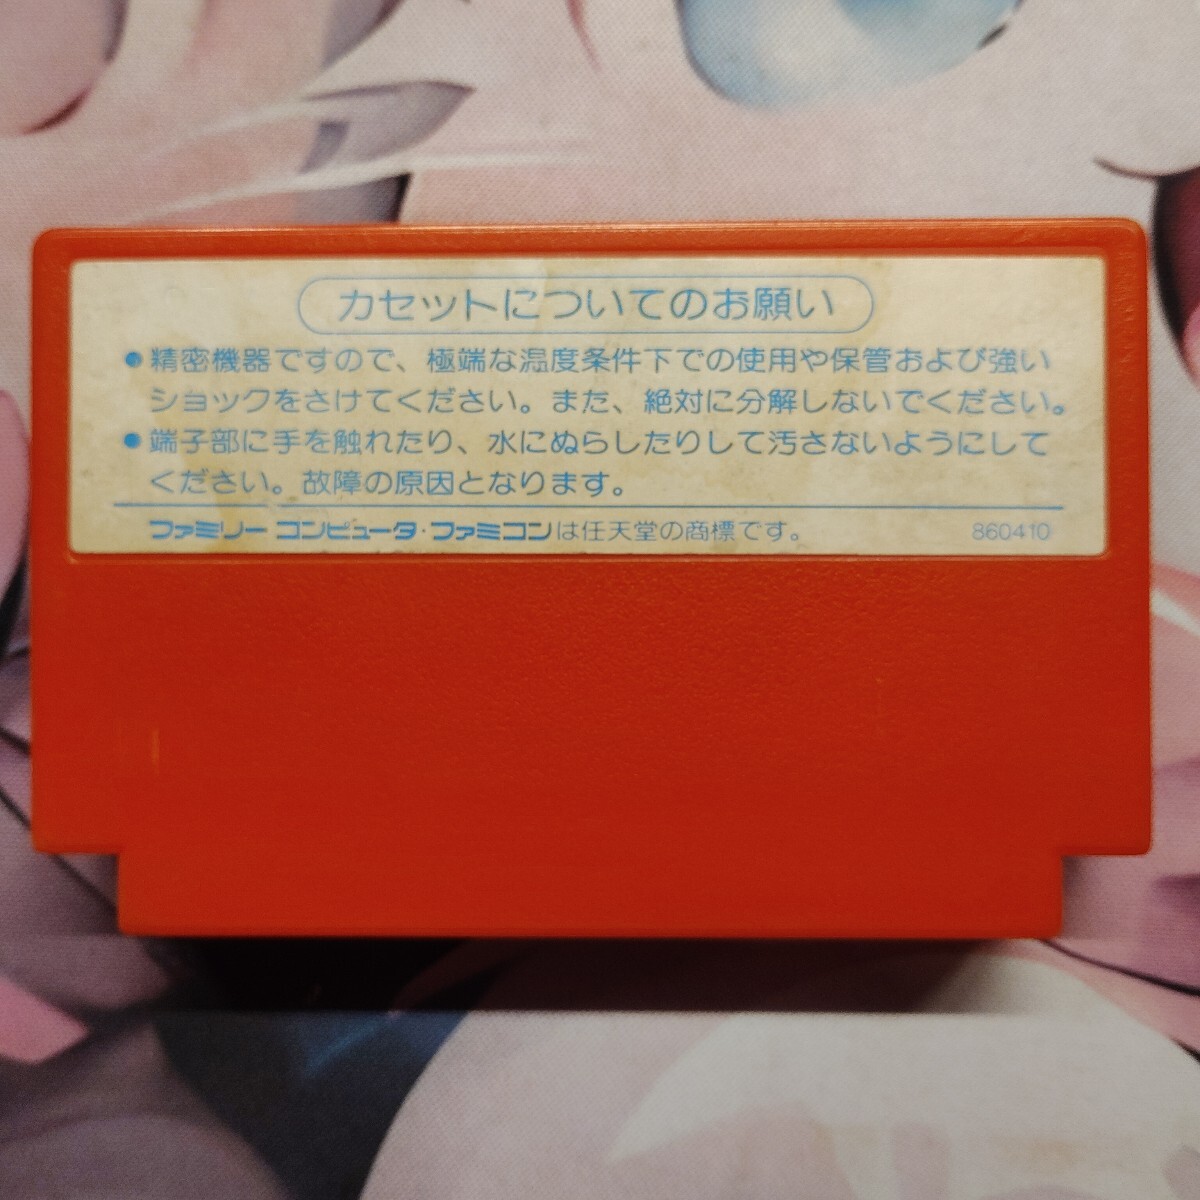 カセットについてのお願い
●精密機器ですので、極端な湿度条件下での使用や保管および強い
ショックをさけてください。また、絶対に分解しないでください。
●端子部に手を触れたり、水にぬらしたりして汚さないようにして
ください。故障の原因となります。
ファミリー コンピュータ・ファミコンは任天堂の商標です。 860410